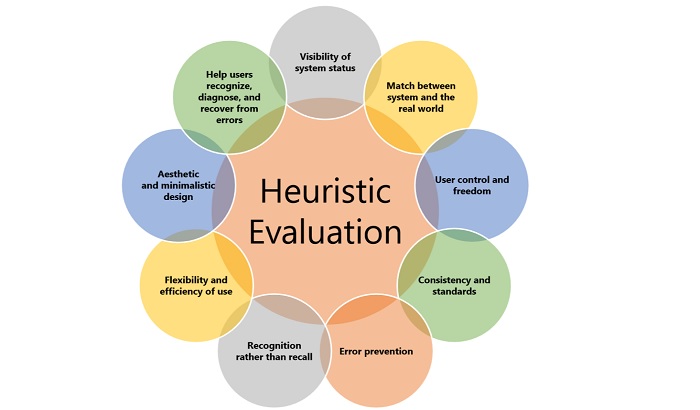 Visibility of
system status
Match between
system and the
real world
User control and
freedom
Consistency and
standards
Error prevention
Recognition
rather than recall
Flexibility and
efficiency of use
Aesthetic
and minimalistic
design
Help users
recognize,
diagnose, and
recover from
errors
Heuristic
Evaluation